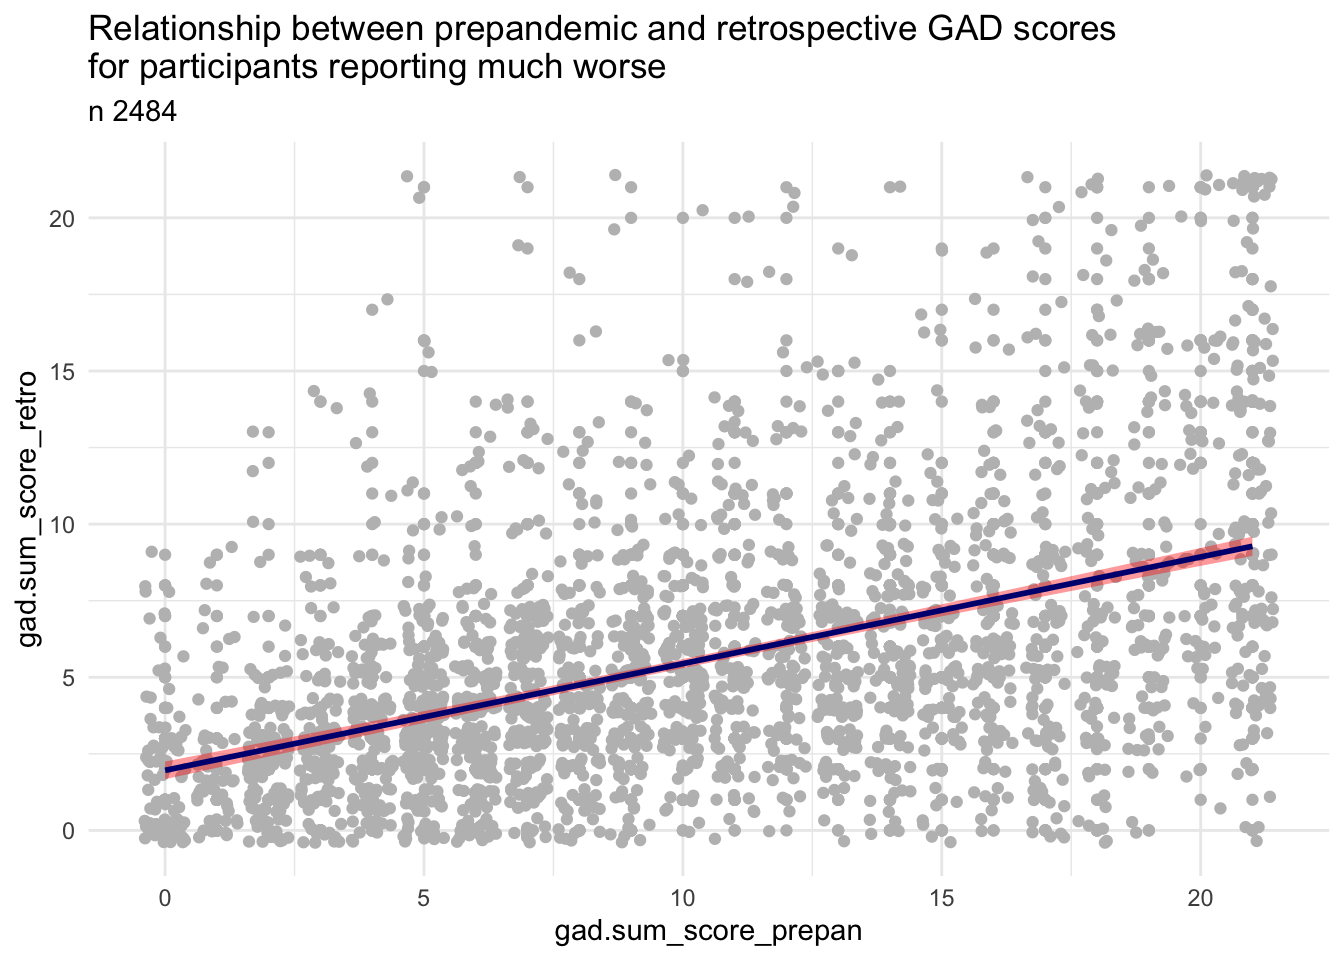 Relationship between prepandemic and retrospective GAD scores
for participants reporting much worse
n 2484
20
15
10
5
0
gad.sum_score_retro
0 5 10 15 20
gad.sum_score_prepan